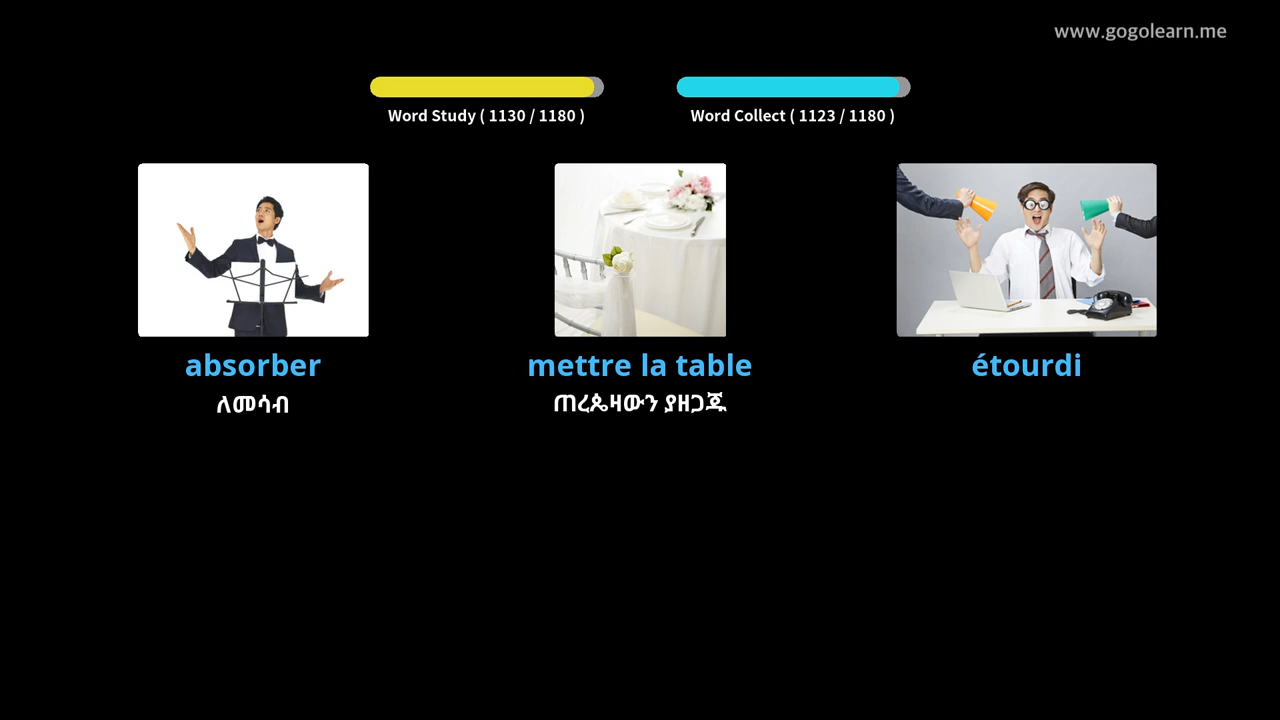 www.gogolearn.me
Word Study ( 1130 / 1180 )
Word Collect ( 1123 / 1180 )
absorber
ለመሳብ
mettre la table
ጠረጴዛውን ያዘጋጁ
étourdi